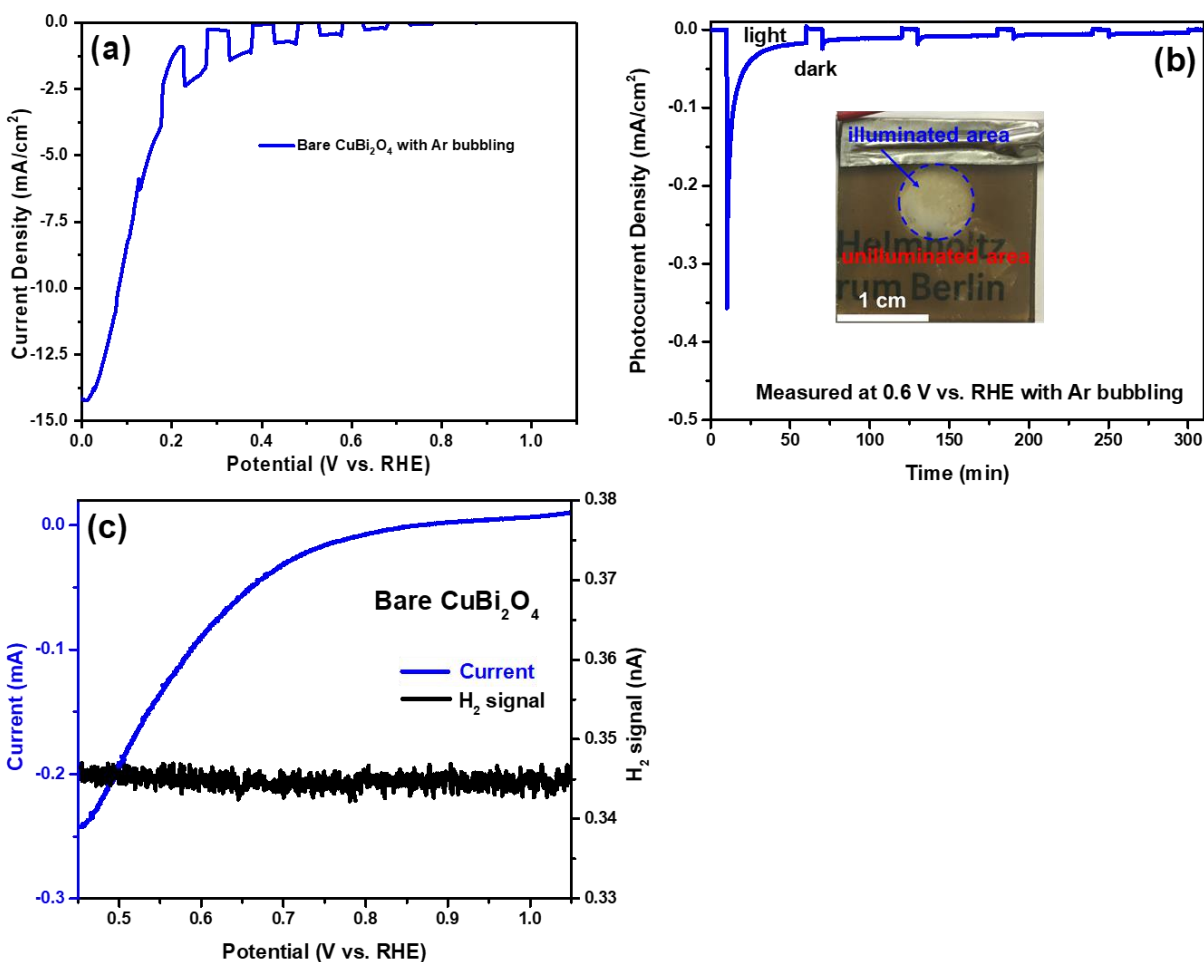 (a)
0.0
-2.5
-5.0
-7.5
-10.0
-12.5
-15.0
Current Density (mA/cm²)
Bare CuBi₂O₄ with Ar bubbling
0.0 0.2 0.4 0.6 0.8 1.0
Potential (V vs. RHE)
(b)
-0.0
-0.1
-0.2
-0.3
-0.4
-0.5
Photocurrent Density (mA/cm²)
light
dark
illuminated area
Helmholtz
unilluminated area
rum Berlin
1 cm
Measured at 0.6 V vs. RHE with Ar bubbling
0 50 100 150 200 250 300
Time (min)
(c)
0.0
-0.1
-0.2
-0.3
Current (mA)
Bare CuBi₂O₄
Current
H₂ signal
0.38
0.37
0.36
0.35
0.34
0.33
H₂ signal (nA)
0.5 0.6 0.7 0.8 0.9 1.0
Potential (V vs. RHE)